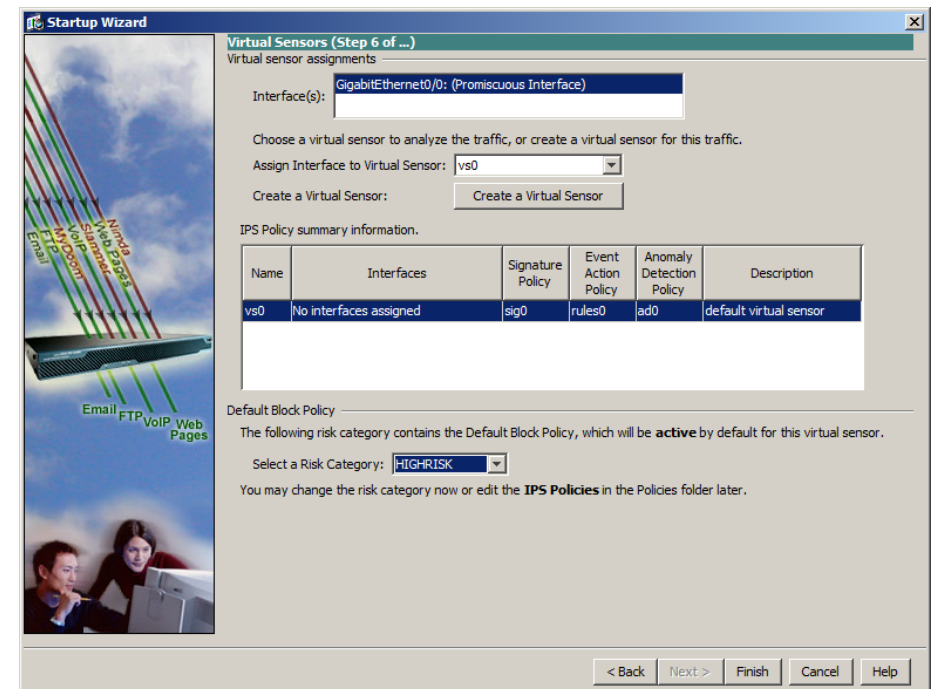 Startup Wizard
Virtual Sensors (Step 6 of ...)
Virtual sensor assignments
Interface(s):
GigabitEthernet0/0: (Promiscuous Interface)
Choose a virtual sensor to analyze the traffic, or create a virtual sensor for this traffic.
Assign Interface to Virtual Sensor: vs0
Create a Virtual Sensor: Create a Virtual Sensor
IPS Policy summary information.
Name Interfaces Signature Policy Event Action Policy Anomaly Detection Policy Description
vs0 No interfaces assigned sig0 rules0 ad0 default virtual sensor
Default Block Policy
The following risk category contains the Default Block Policy, which will be active by default for this virtual sensor.
Select a Risk Category: HIGHRISK
You may change the risk category now or edit the IPS Policies in the Policies folder later.
Email
FTP
MyDoom
VoIP
Slammer
Web Pages
Nimda
Email
FTP
VoIP
Web Pages
< Back Next > Finish Cancel Help